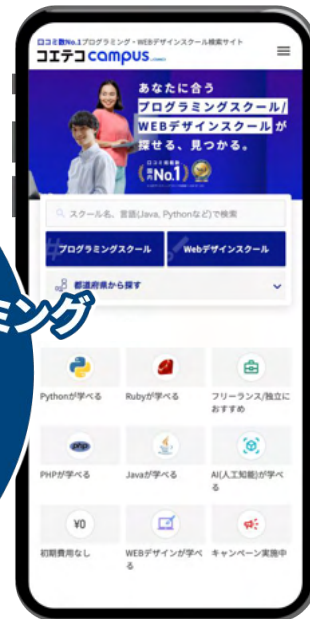 口コミ数No.1プログラミング・WEBデザインスクール検索サイト
コエテコcampus
あなたに合う
プログラミングスクール/
WEBデザインスクールが
探せる、見つかる。
口コミ掲載数
国内No.1
スクール名、言語(Java, Pythonなど)で検索
プログラミングスクール
Webデザインスクール
都道府県から探す
ミング
Pythonが学べる
Rubyが学べる
フリーランス/独立に
おすすめ
php
PHPが学べる
Javaが学べる
AI(人工知能)が学べ
る
¥0
初期費用なし
WEBデザインが学べ
る
キャンペーン実施中